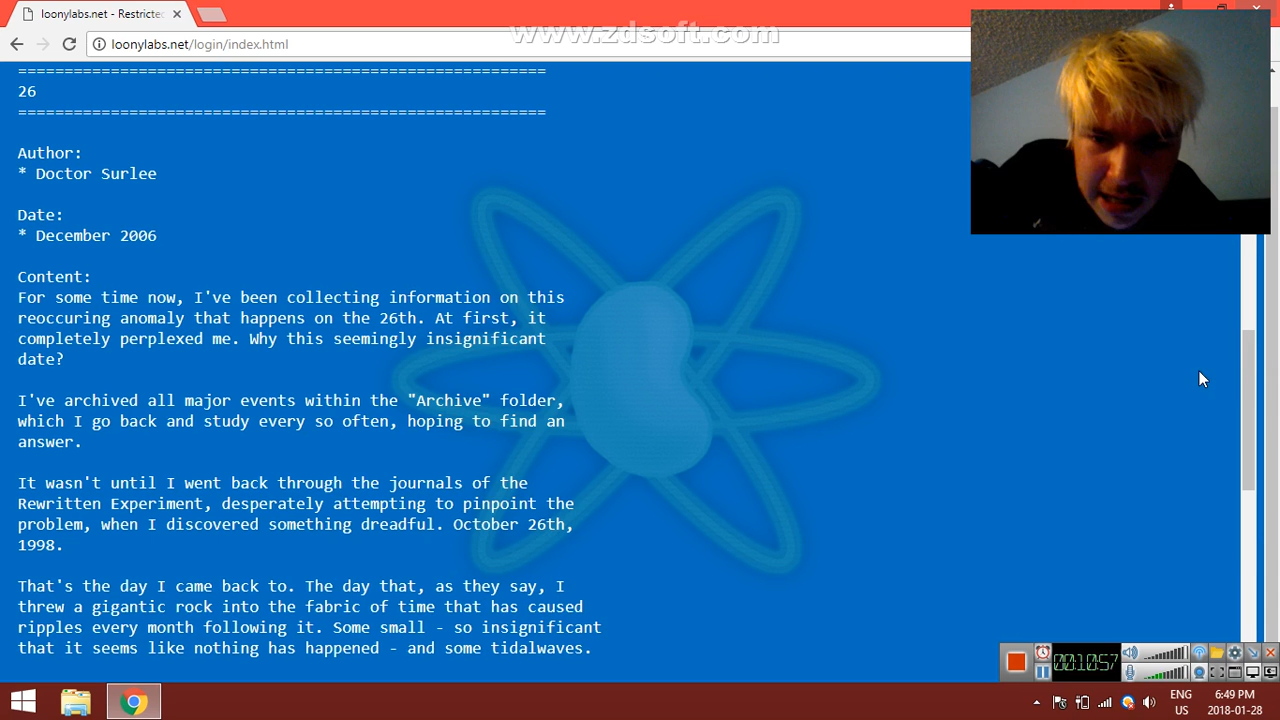 loonylabs.net - Restricte
www.zdsoft.com
loonylabs.net/login/index.html
=========================================================
26
=========================================================
Author:
* Doctor Surlee
Date:
* December 2006
Content:
For some time now, I've been collecting information on this
reoccuring anomaly that happens on the 26th. At first, it
completely perplexed me. Why this seemingly insignificant
date?
I've archived all major events within the "Archive" folder,
which I go back and study every so often, hoping to find an
answer.
It wasn't until I went back through the journals of the
Rewritten Experiment, desperately attempting to pinpoint the
problem, when I discovered something dreadful. October 26th,
1998.
That's the day I came back to. The day that, as they say, I
threw a gigantic rock into the fabric of time that has caused
ripples every month following it. Some small - so insignificant
that it seems like nothing has happened - and some tidalwaves.
00:10:57
ENG
US
6:49 PM
2018-01-28